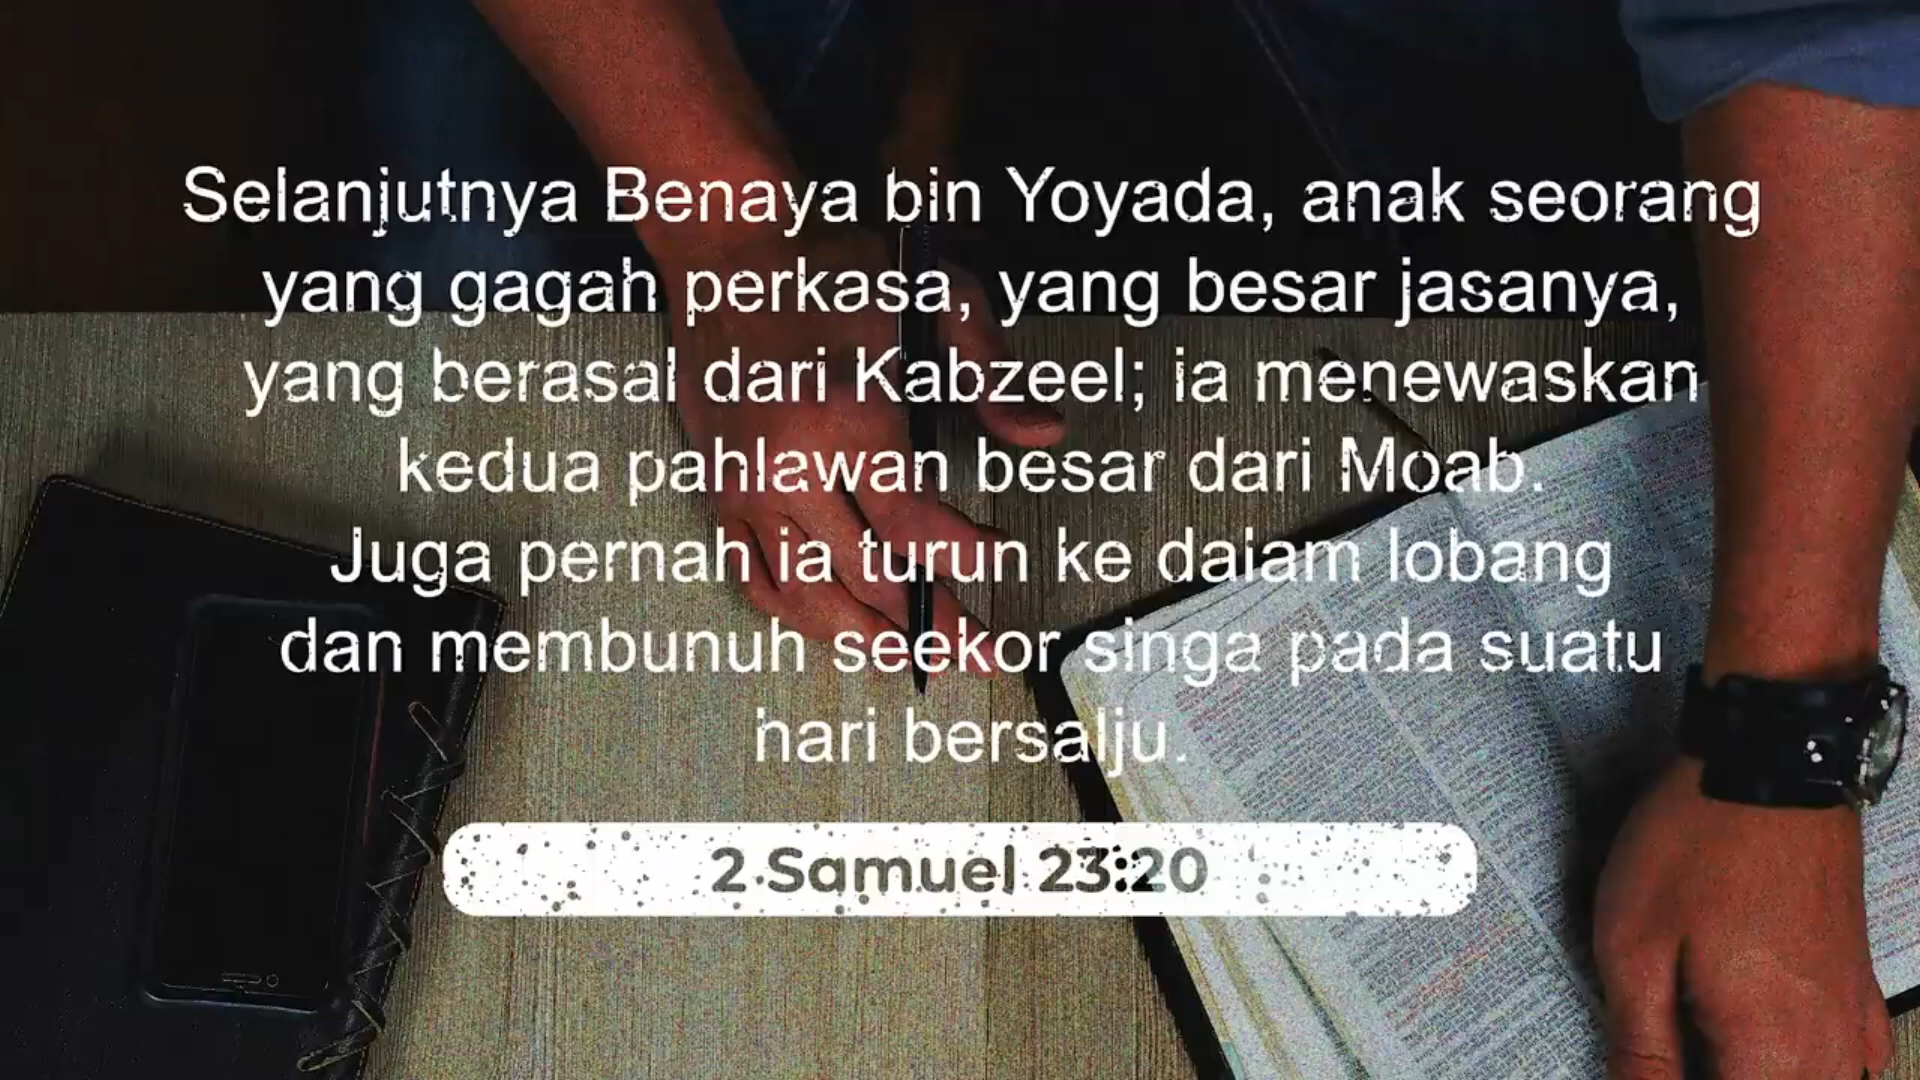 Selanjutnya Benaya bin Yoyada, anak seorang
yang gagah perkasa, yang besar jasanya,
yang berasal dari Kabzeel; ia menewaskan
kedua pahlawan besar dari Moab.
Juga pernah ia turun ke dalam lobang
dan membunuh seekor singa pada suatu
hari bersalju.
2 Samuel 23:20